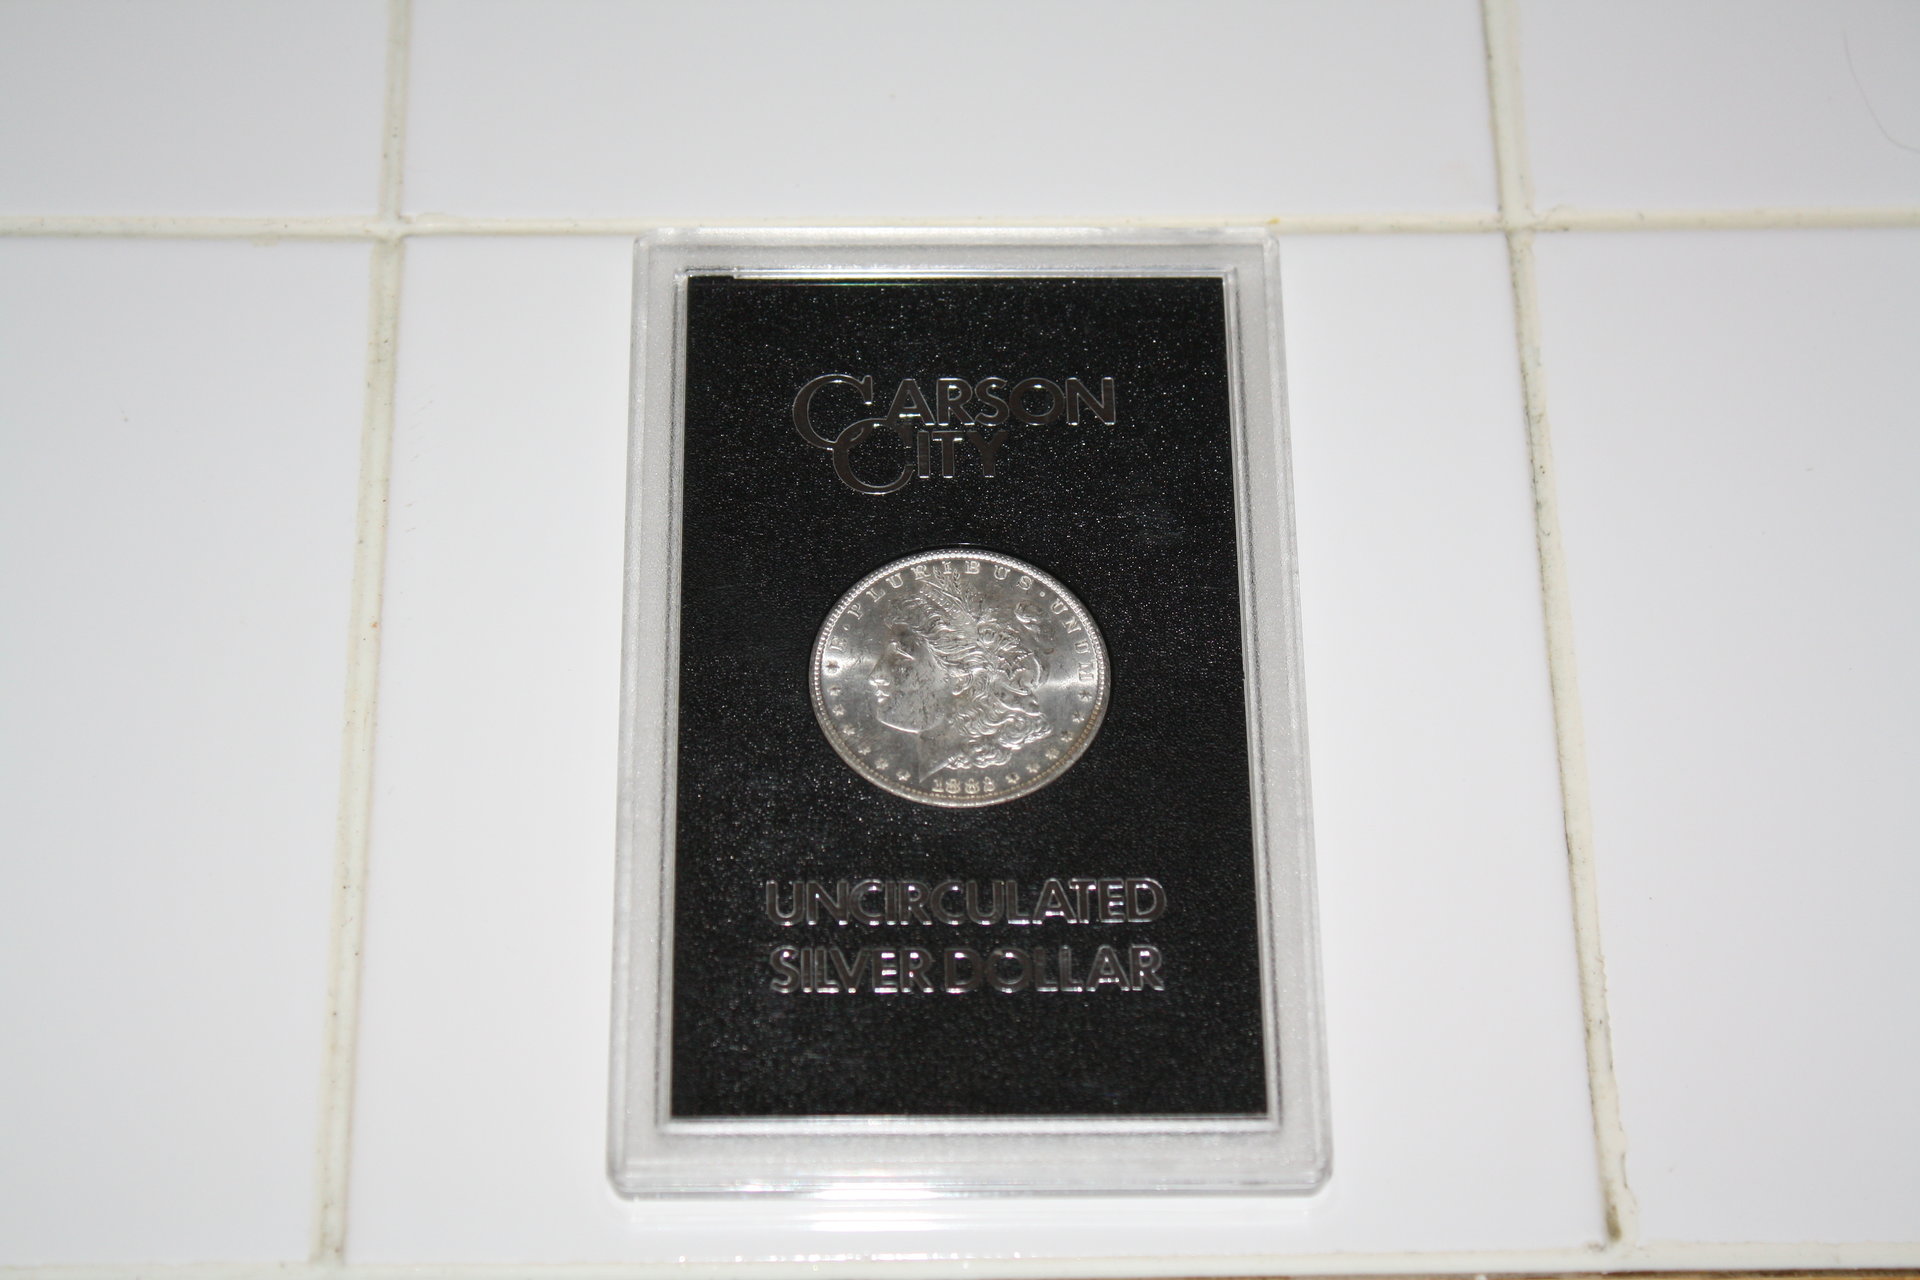 CARSON
CITY
E·PLURIBUS·UNUM
UNCIRCULATED
SILVER DOLLAR